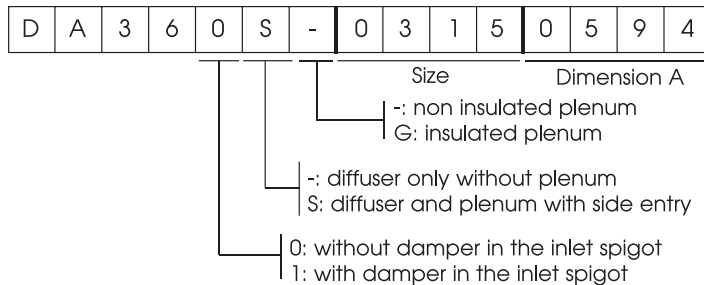 D A 3 6 0 S - 0 3 1 5 0 5 9 4
Size Dimension A
-: non insulated plenum
G: insulated plenum
-: diffuser only without plenum
S: diffuser and plenum with side entry
0: without damper in the inlet spigot
1: with damper in the inlet spigot